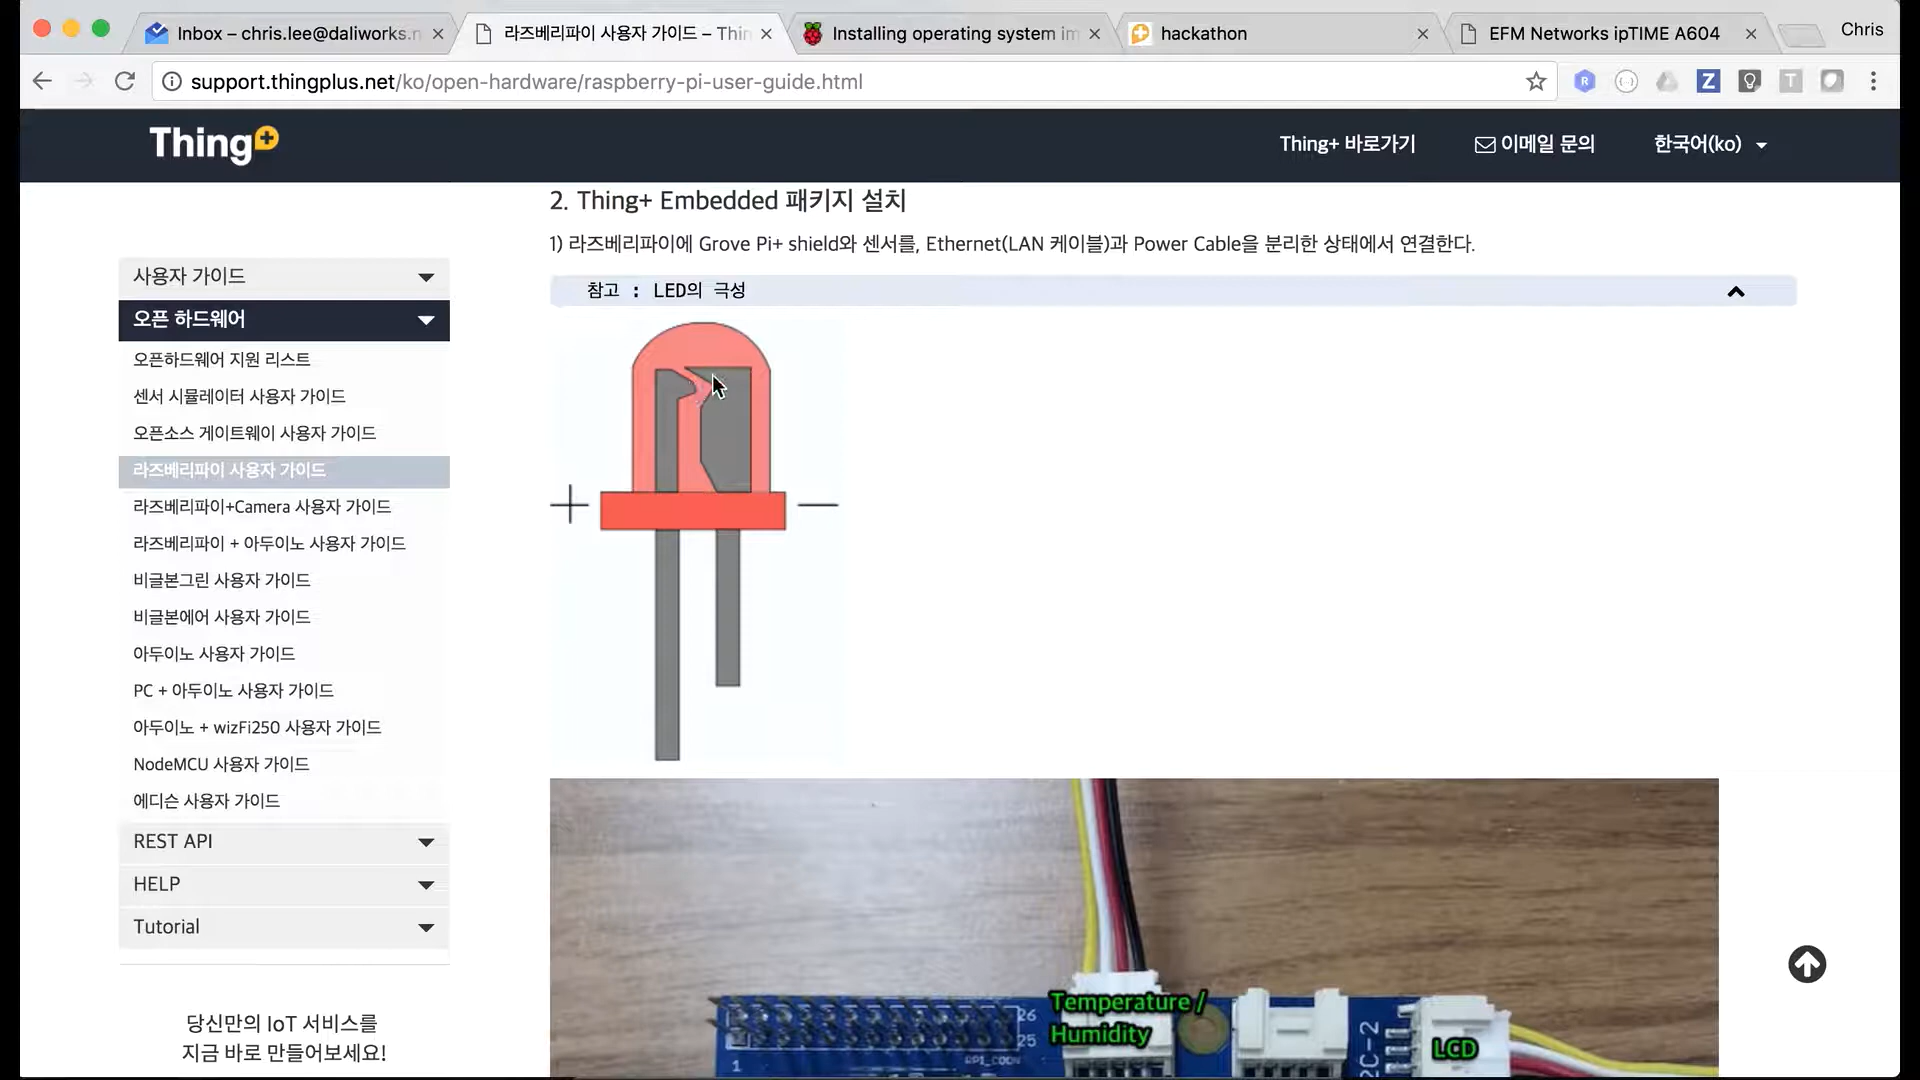 Inbox – chris.lee@daliworks.n
라즈베리파이 사용자 가이드 – Thin
Installing operating system im
hackathon
EFM Networks ipTIME A604
Chris
support.thingplus.net/ko/open-hardware/raspberry-pi-user-guide.html
Thing+
Thing+ 바로가기
이메일 문의
한국어(ko)
사용자 가이드
오픈 하드웨어
오픈하드웨어 지원 리스트
센서 시뮬레이터 사용자 가이드
오픈소스 게이트웨이 사용자 가이드
라즈베리파이 사용자 가이드
라즈베리파이+Camera 사용자 가이드
라즈베리파이 + 아두이노 사용자 가이드
비글본그린 사용자 가이드
비글본에어 사용자 가이드
아두이노 사용자 가이드
PC + 아두이노 사용자 가이드
아두이노 + wizFi250 사용자 가이드
NodeMCU 사용자 가이드
에디슨 사용자 가이드
REST API
HELP
Tutorial
당신만의 IoT 서비스를
지금 바로 만들어보세요!
2. Thing+ Embedded 패키지 설치
1) 라즈베리파이에 Grove Pi+ shield와 센서를, Ethernet(LAN 케이블)과 Power Cable을 분리한 상태에서 연결한다.
참고 : LED의 극성
+ —
Temperature /
Humidity
26
25
1
LCD